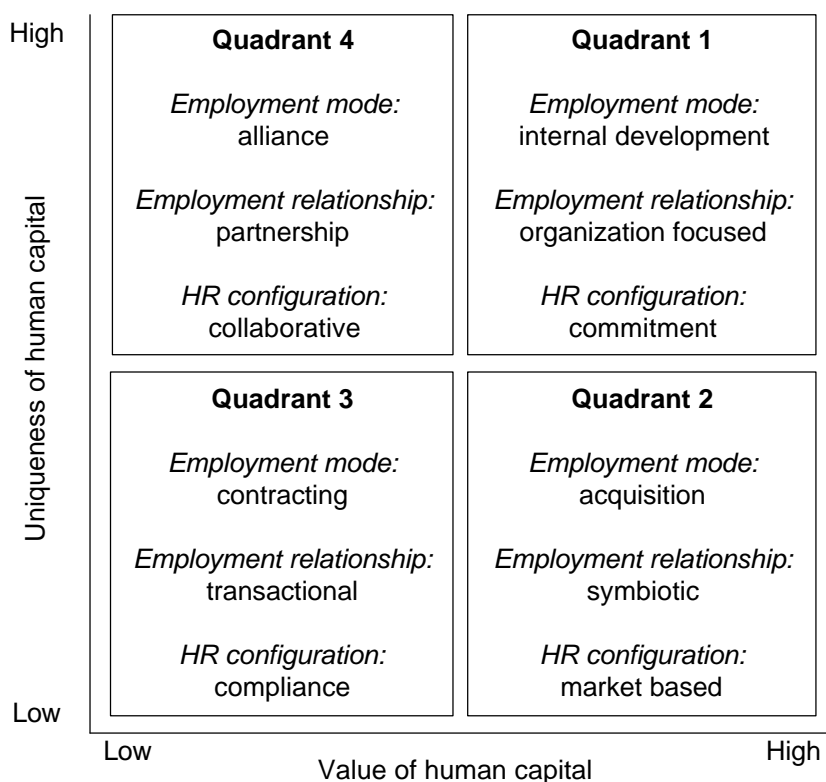 High
Uniqueness of human capital
Low
Quadrant 4
Employment mode:
alliance
Employment relationship:
partnership
HR configuration:
collaborative
Quadrant 1
Employment mode:
internal development
Employment relationship:
organization focused
HR configuration:
commitment
Quadrant 3
Employment mode:
contracting
Employment relationship:
transactional
HR configuration:
compliance
Quadrant 2
Employment mode:
acquisition
Employment relationship:
symbiotic
HR configuration:
market based
Low
Value of human capital
High